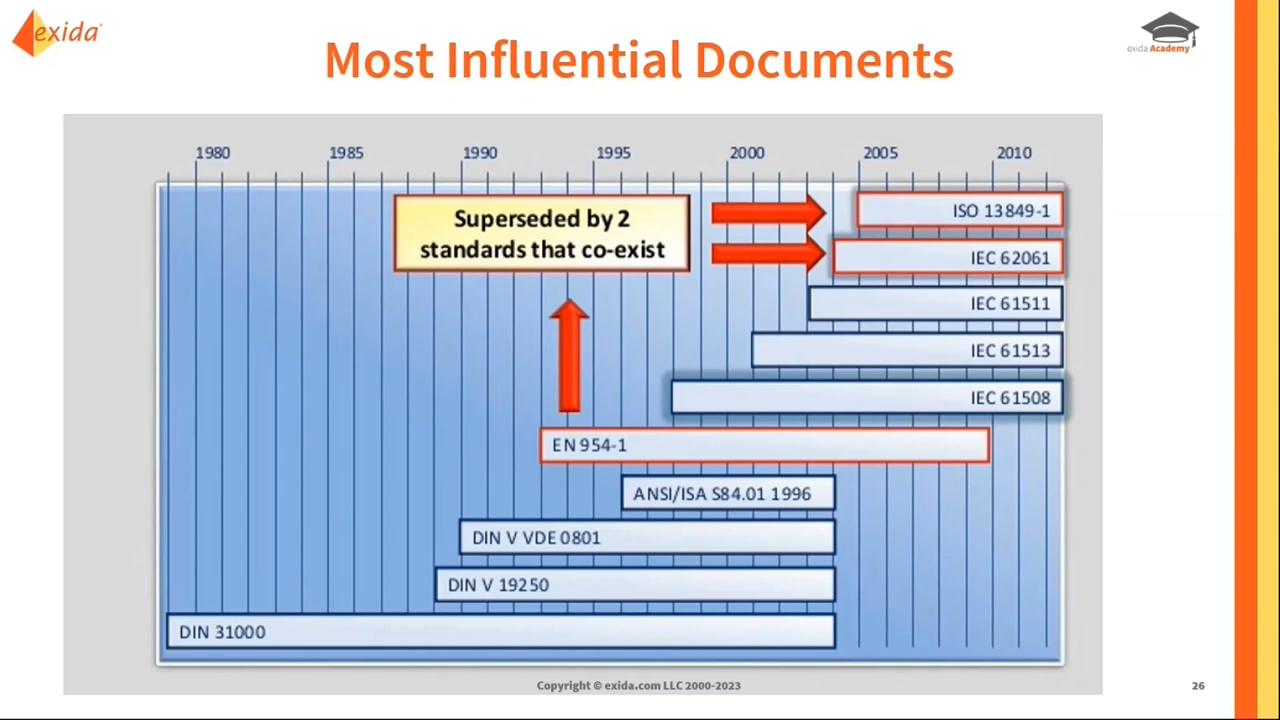 exida
exida Academy
Most Influential Documents
1980 1985 1990 1995 2000 2005 2010
Superseded by 2
standards that co-exist
ISO 13849-1
IEC 62061
IEC 61511
IEC 61513
IEC 61508
EN 954-1
ANSI/ISA S84.01 1996
DIN V VDE 0801
DIN V 19250
DIN 31000
Copyright © exida.com LLC 2000-2023
26